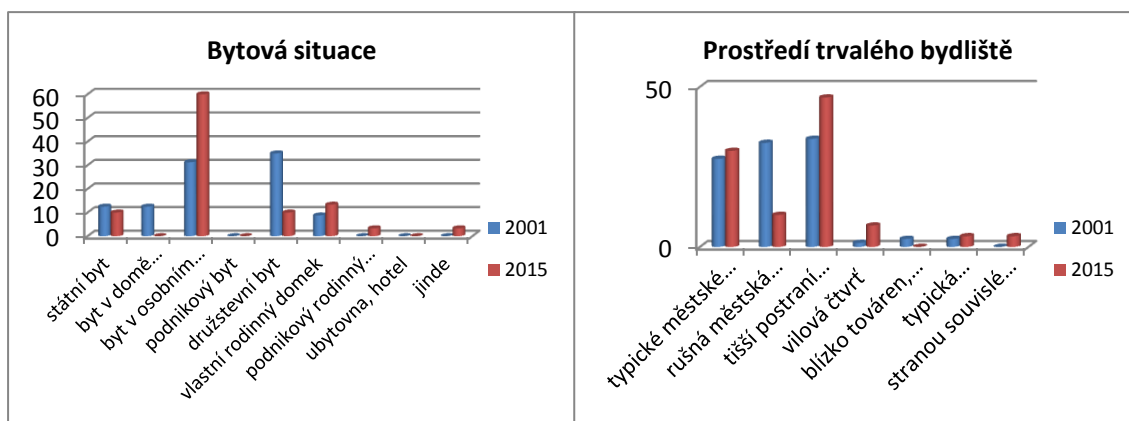 Bytová situace
60
50
40
30
20
10
0
státní byt
byt v domě...
byt v osobním...
podnikový byt
družstevní byt
vlastní rodinný domek
podnikový rodinný...
ubytovna, hotel
jinde
2001
2015
Prostředí trvalého bydliště
50
0
typické městské...
rušná městská...
tišší postraní...
vilová čtvrť
blízko továren,...
typická...
stranou souvislé...
2001
2015